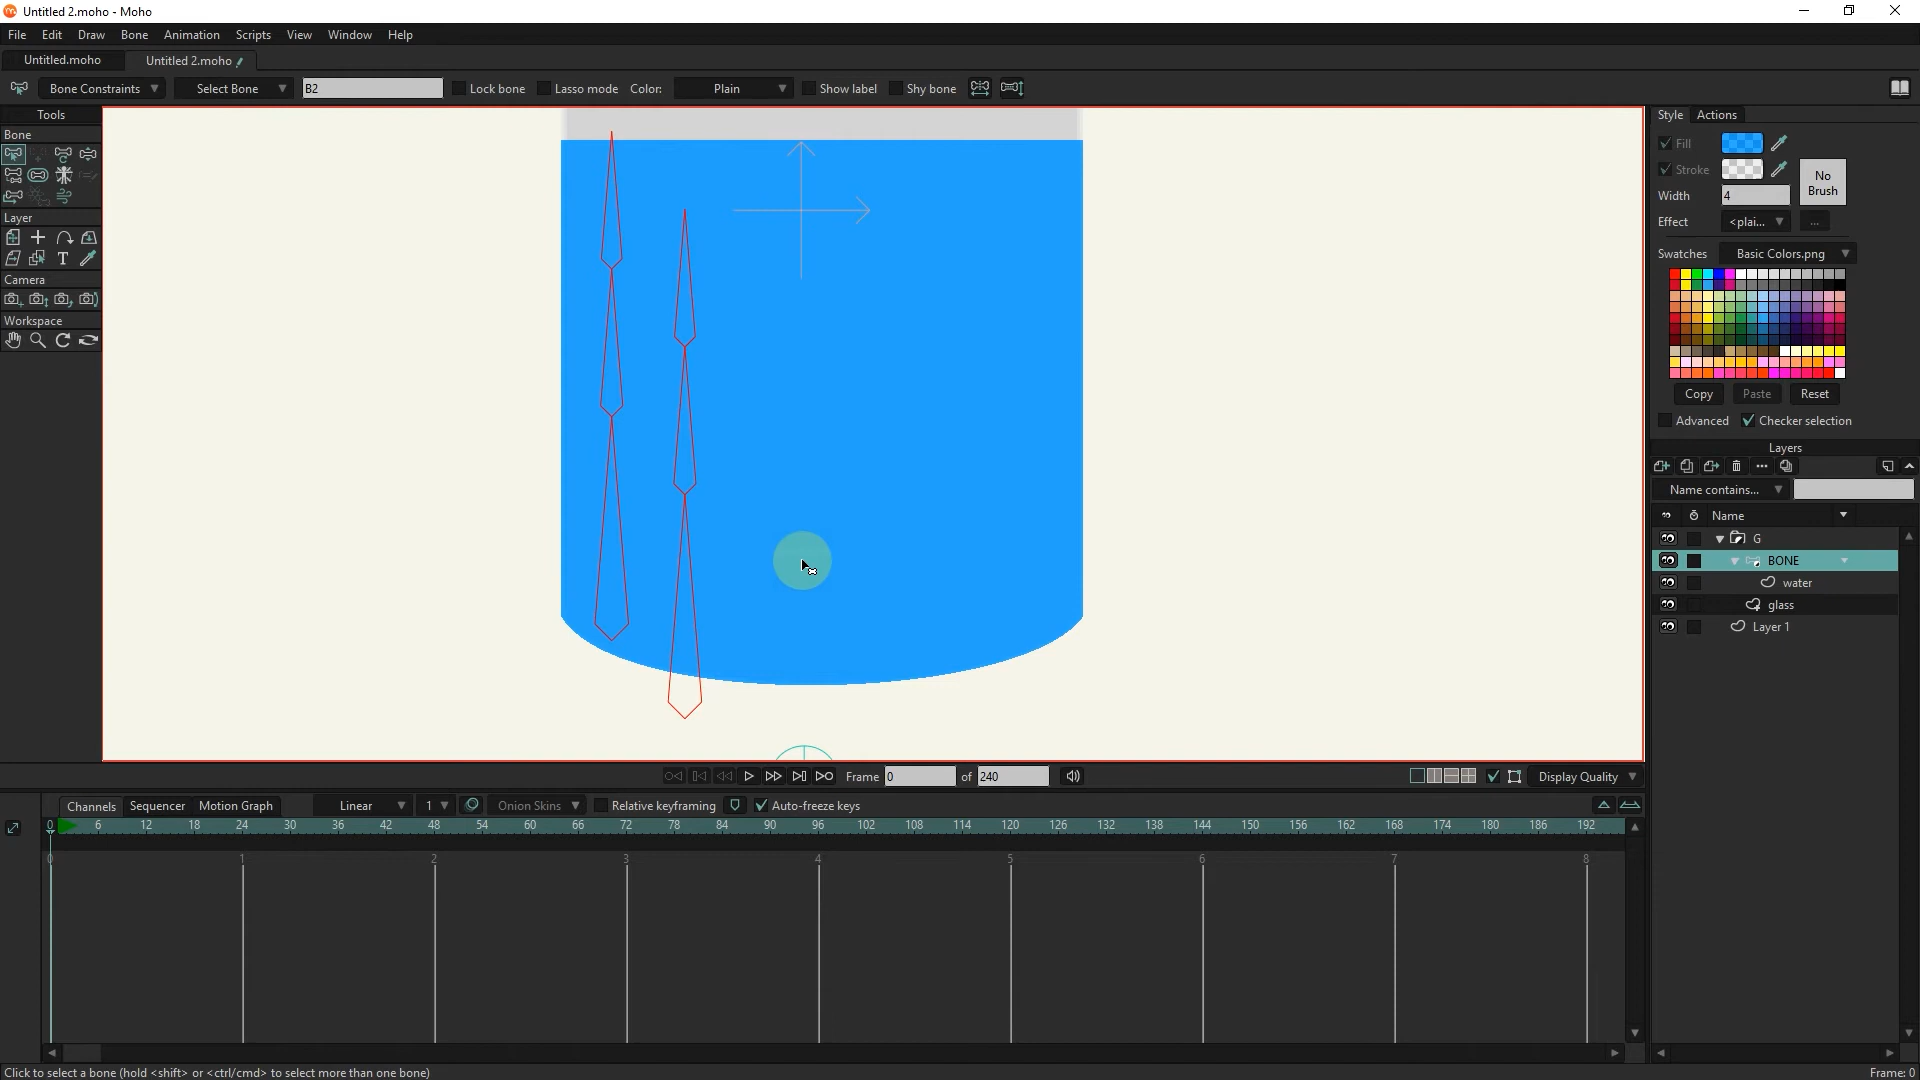 Untitled 2.moho - Moho
File Edit Draw Bone Animation Scripts View Window Help
Untitled.moho Untitled 2.moho
Bone Constraints Select Bone B2 Lock bone Lasso mode Color: Plain Show label Shy bone
Tools
Bone
Layer
T
Camera
Workspace
Style Actions
Fill
Stroke
No Brush
Width 4
Effect <plai... ...
Swatches Basic Colors.png
Copy Paste Reset
Advanced Checker selection
Layers
Name contains...
Name
G
BONE
water
glass
Layer 1
Frame 0 of 240 Display Quality
Channels Sequencer Motion Graph Linear 1 Onion Skins Relative keyframing Auto-freeze keys
0 6 12 18 24 30 36 42 48 54 60 66 72 78 84 90 96 102 108 114 120 126 132 138 144 150 156 162 168 174 180 186 192
0 1 2 3 4 5 6 7 8
Click to select a bone (hold <shift> or <ctrl/cmd> to select more than one bone) Frame: 0